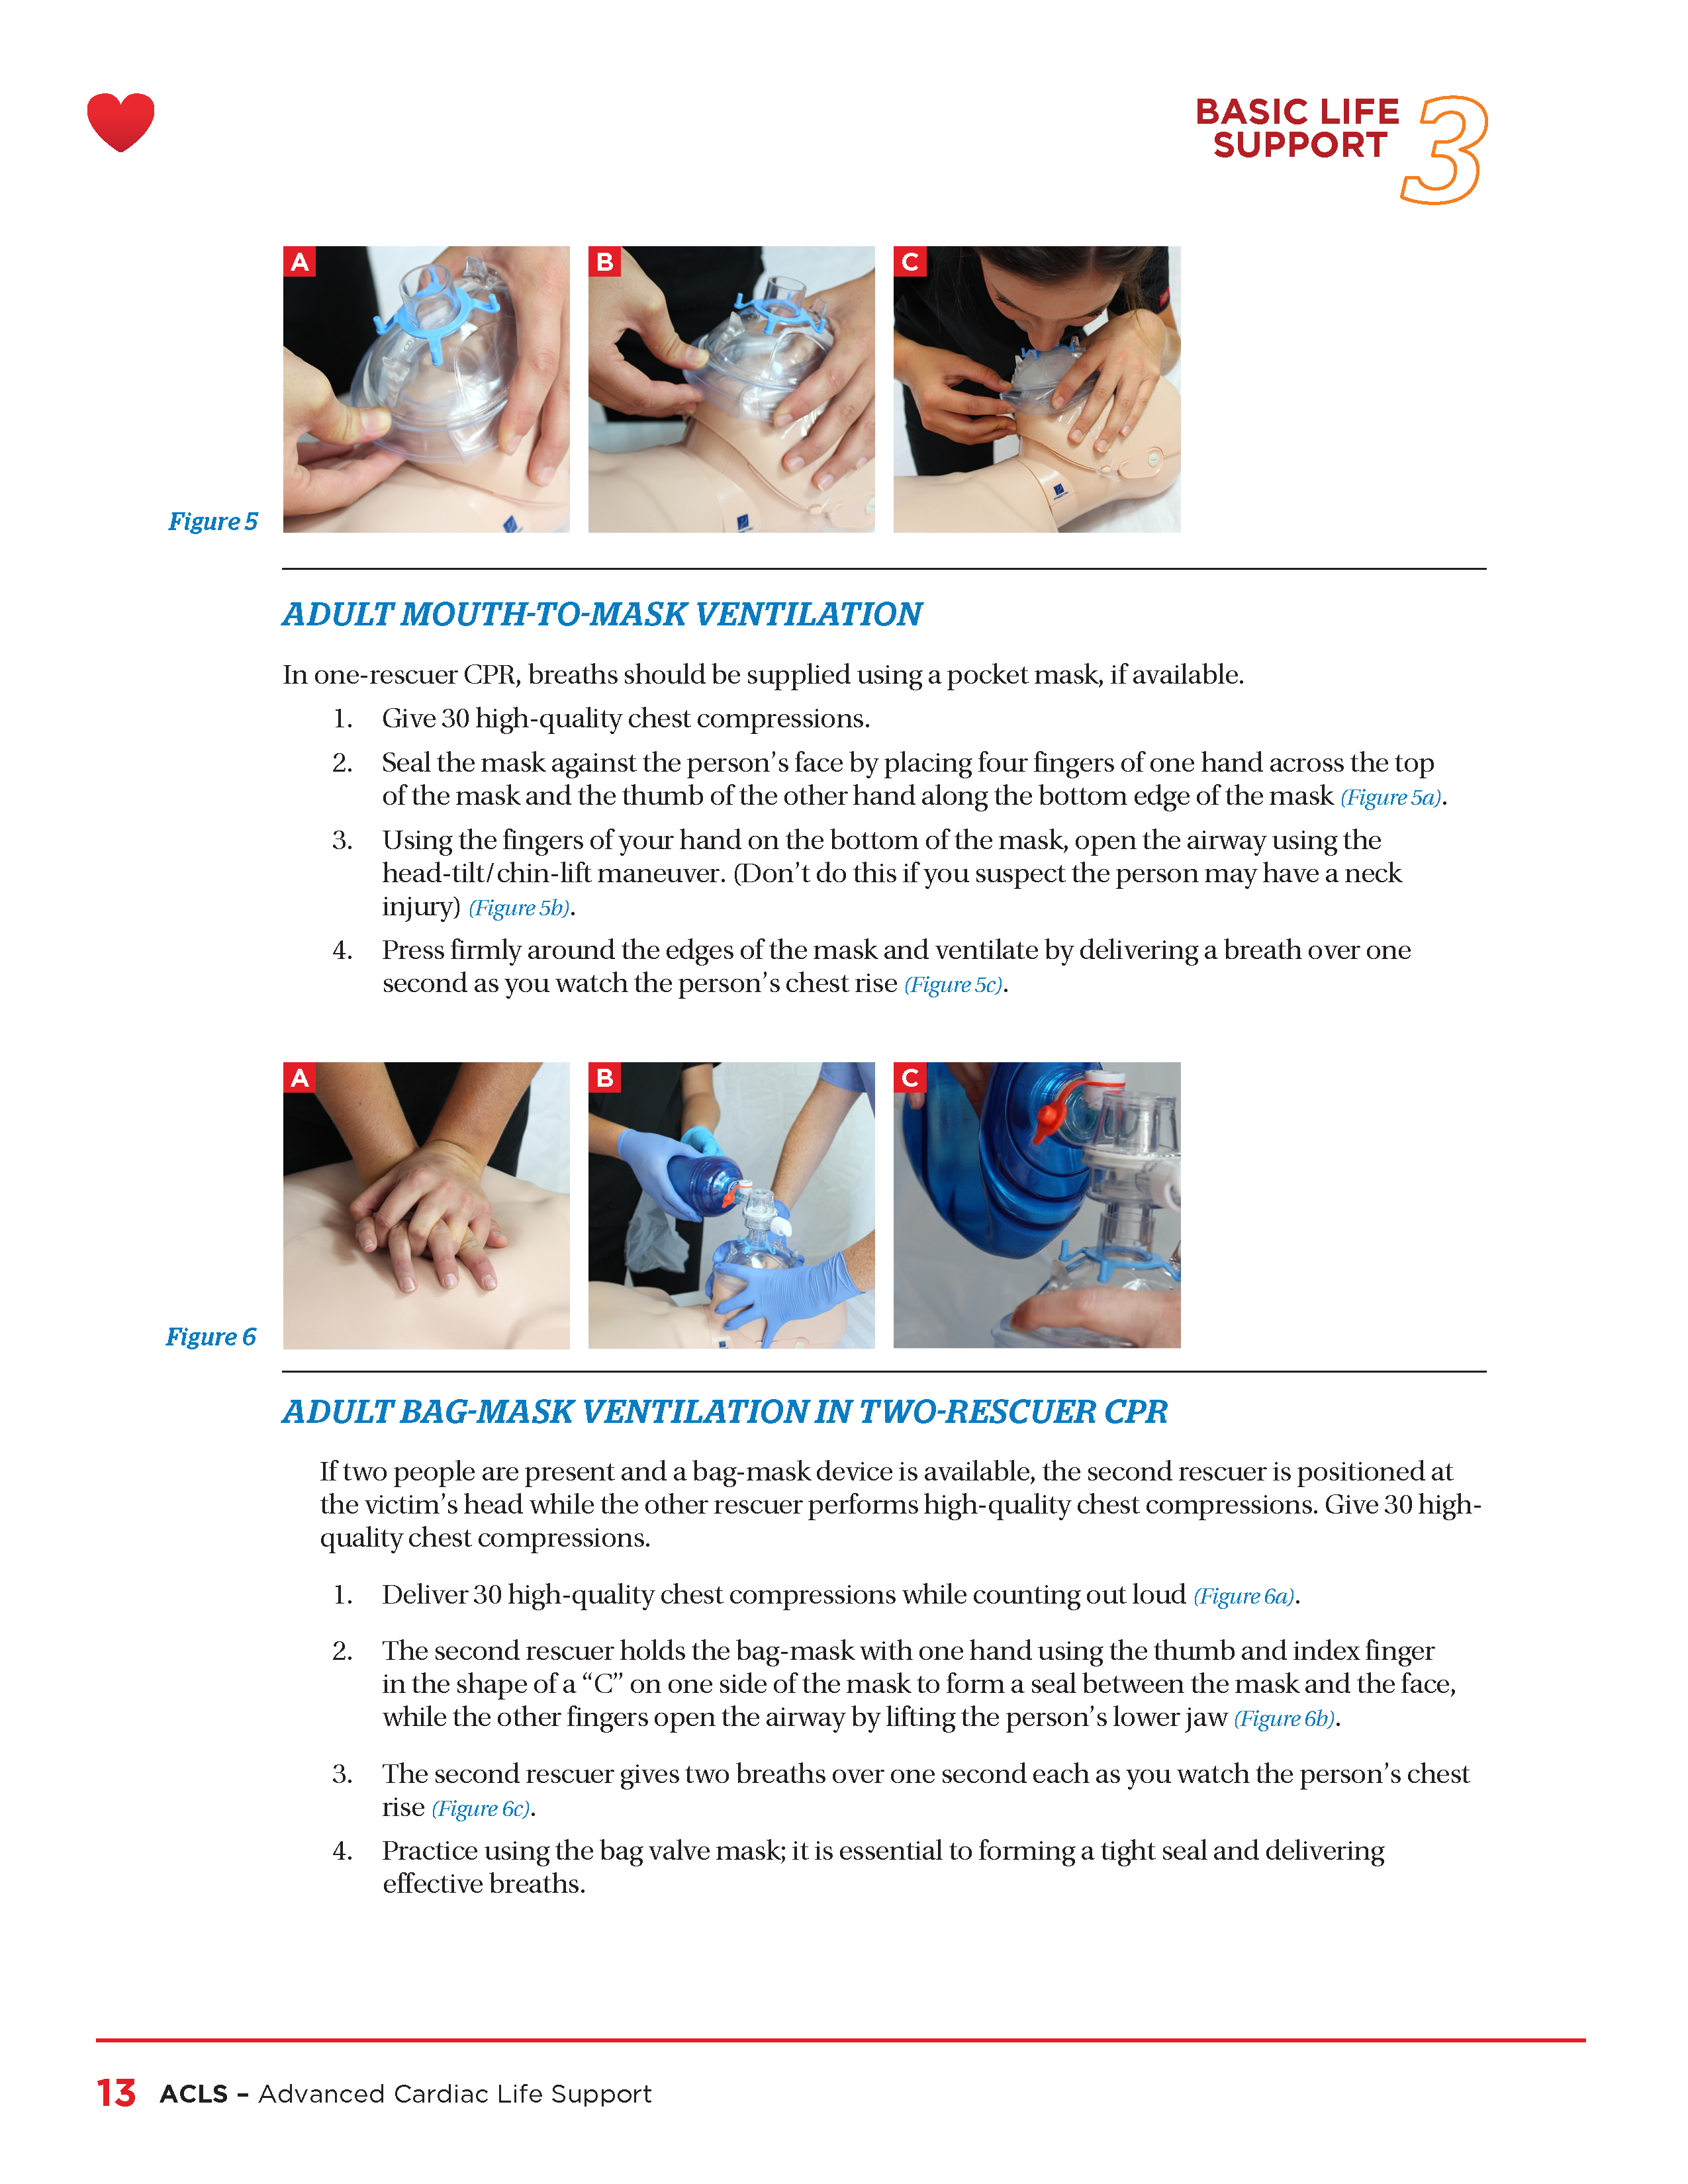 BASIC LIFE
SUPPORT 3
A
B
C
Figure 5
ADULT MOUTH-TO-MASK VENTILATION
In one-rescuer CPR, breaths should be supplied using a pocket mask, if available.
1. Give 30 high-quality chest compressions.
2. Seal the mask against the person’s face by placing four fingers of one hand across the top
of the mask and the thumb of the other hand along the bottom edge of the mask (Figure 5a).
3. Using the fingers of your hand on the bottom of the mask, open the airway using the
head-tilt/chin-lift maneuver. (Don’t do this if you suspect the person may have a neck
injury) (Figure 5b).
4. Press firmly around the edges of the mask and ventilate by delivering a breath over one
second as you watch the person’s chest rise (Figure 5c).
A
B
C
Figure 6
ADULT BAG-MASK VENTILATION IN TWO-RESCUER CPR
If two people are present and a bag-mask device is available, the second rescuer is positioned at
the victim’s head while the other rescuer performs high-quality chest compressions. Give 30 high-
quality chest compressions.
1. Deliver 30 high-quality chest compressions while counting out loud (Figure 6a).
2. The second rescuer holds the bag-mask with one hand using the thumb and index finger
in the shape of a “C” on one side of the mask to form a seal between the mask and the face,
while the other fingers open the airway by lifting the person’s lower jaw (Figure 6b).
3. The second rescuer gives two breaths over one second each as you watch the person’s chest
rise (Figure 6c).
4. Practice using the bag valve mask; it is essential to forming a tight seal and delivering
effective breaths.
13 ACLS – Advanced Cardiac Life Support